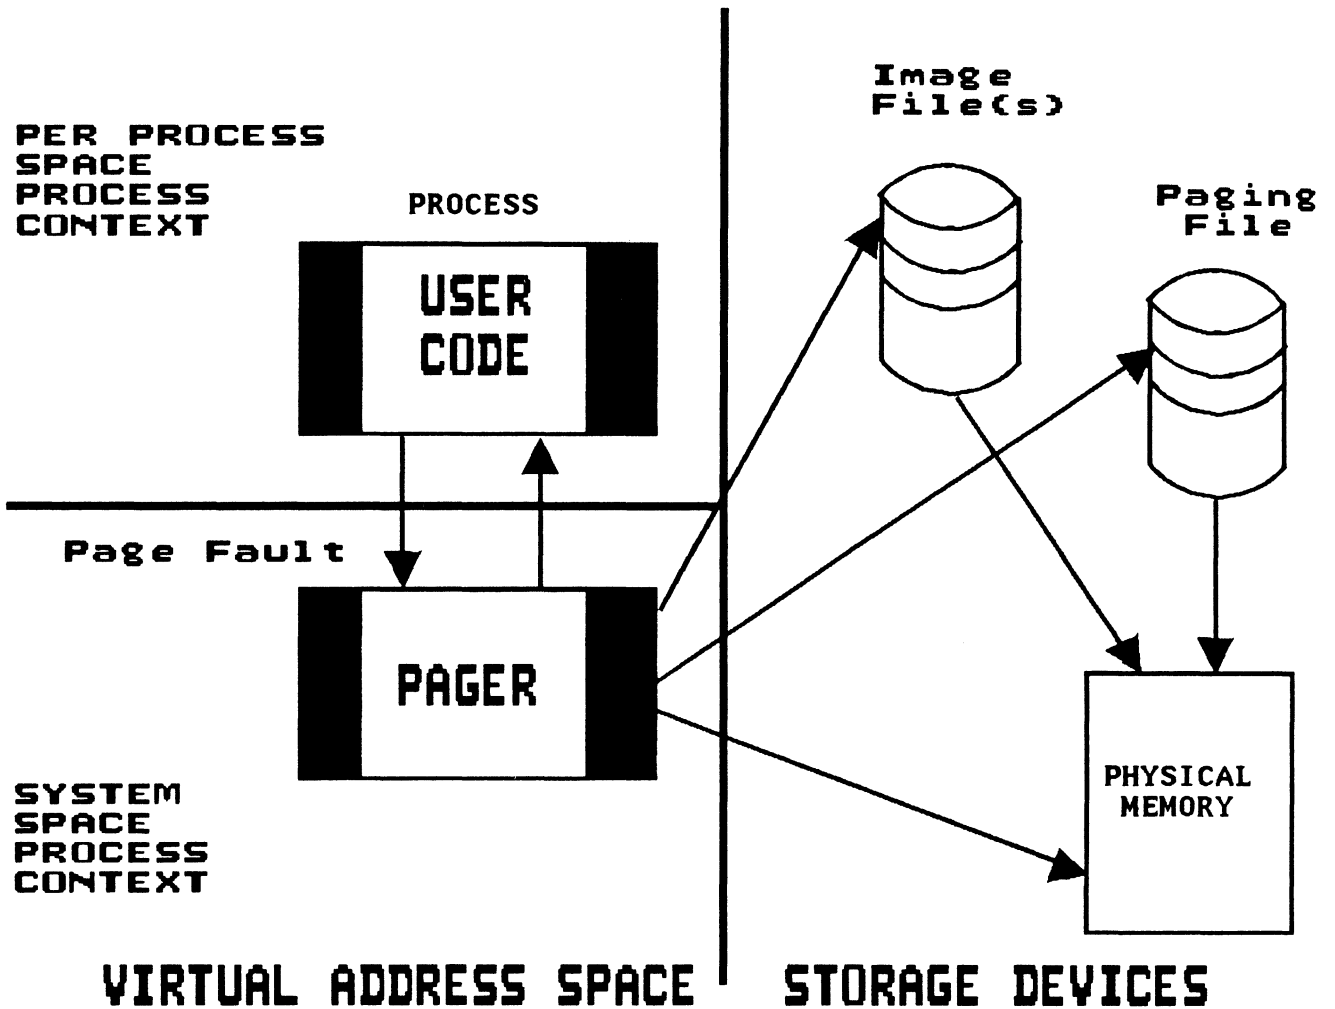 Image
File(s)
PER PROCESS
SPACE
PROCESS
CONTEXT
PROCESS
Paging
File
USER
CODE
Page Fault
PAGER
PHYSICAL
MEMORY
SYSTEM
SPACE
PROCESS
CONTEXT
VIRTUAL ADDRESS SPACE
STORAGE DEVICES